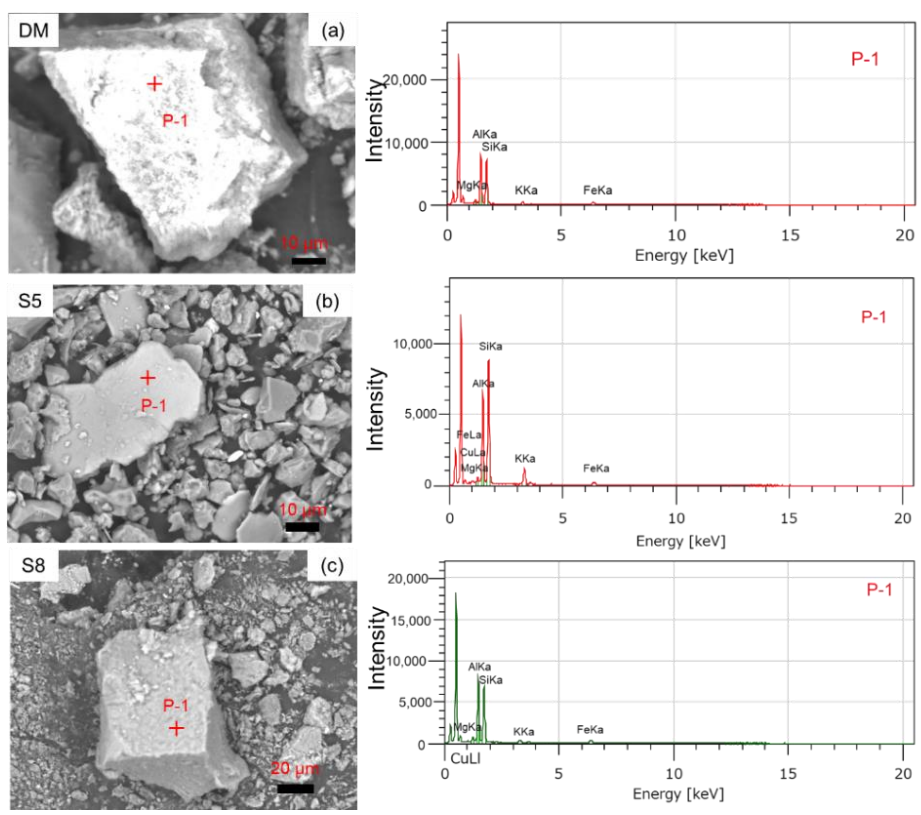 DM
(a)
P-1
10 µm
P-1
Intensity
20,000
10,000
0
AlKa
SiKa
MgKa
KKa
FeKa
0 5 10 15 20
Energy [keV]
S5
(b)
P-1
10 µm
P-1
Intensity
10,000
5,000
0
SiKa
AlKa
FeLa
CuLa
MgKa
KKa
FeKa
0 5 10 15 20
Energy [keV]
S8
(c)
P-1
20 µm
P-1
Intensity
20,000
15,000
10,000
5,000
0
AlKa
SiKa
MgKa
KKa
FeKa
CuLl
0 5 10 15 20
Energy [keV]